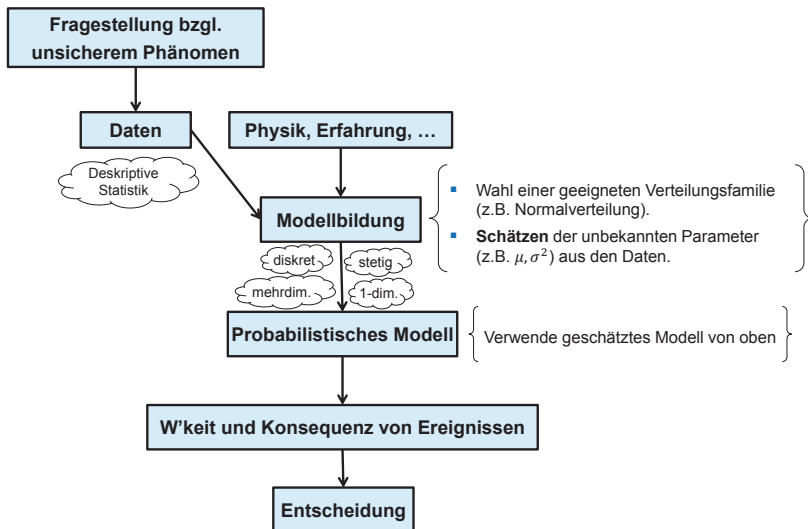 Fragestellung bzgl.
unsicherem Phänomen
Daten
Physik, Erfahrung, …
Deskriptive
Statistik
Modellbildung
▪ Wahl einer geeigneten Verteilungsfamilie
(z.B. Normalverteilung).
▪ Schätzen der unbekannten Parameter
(z.B. μ, σ²) aus den Daten.
diskret
stetig
mehrdim.
1-dim.
Probabilistisches Modell
Verwende geschätztes Modell von oben
W'keit und Konsequenz von Ereignissen
Entscheidung